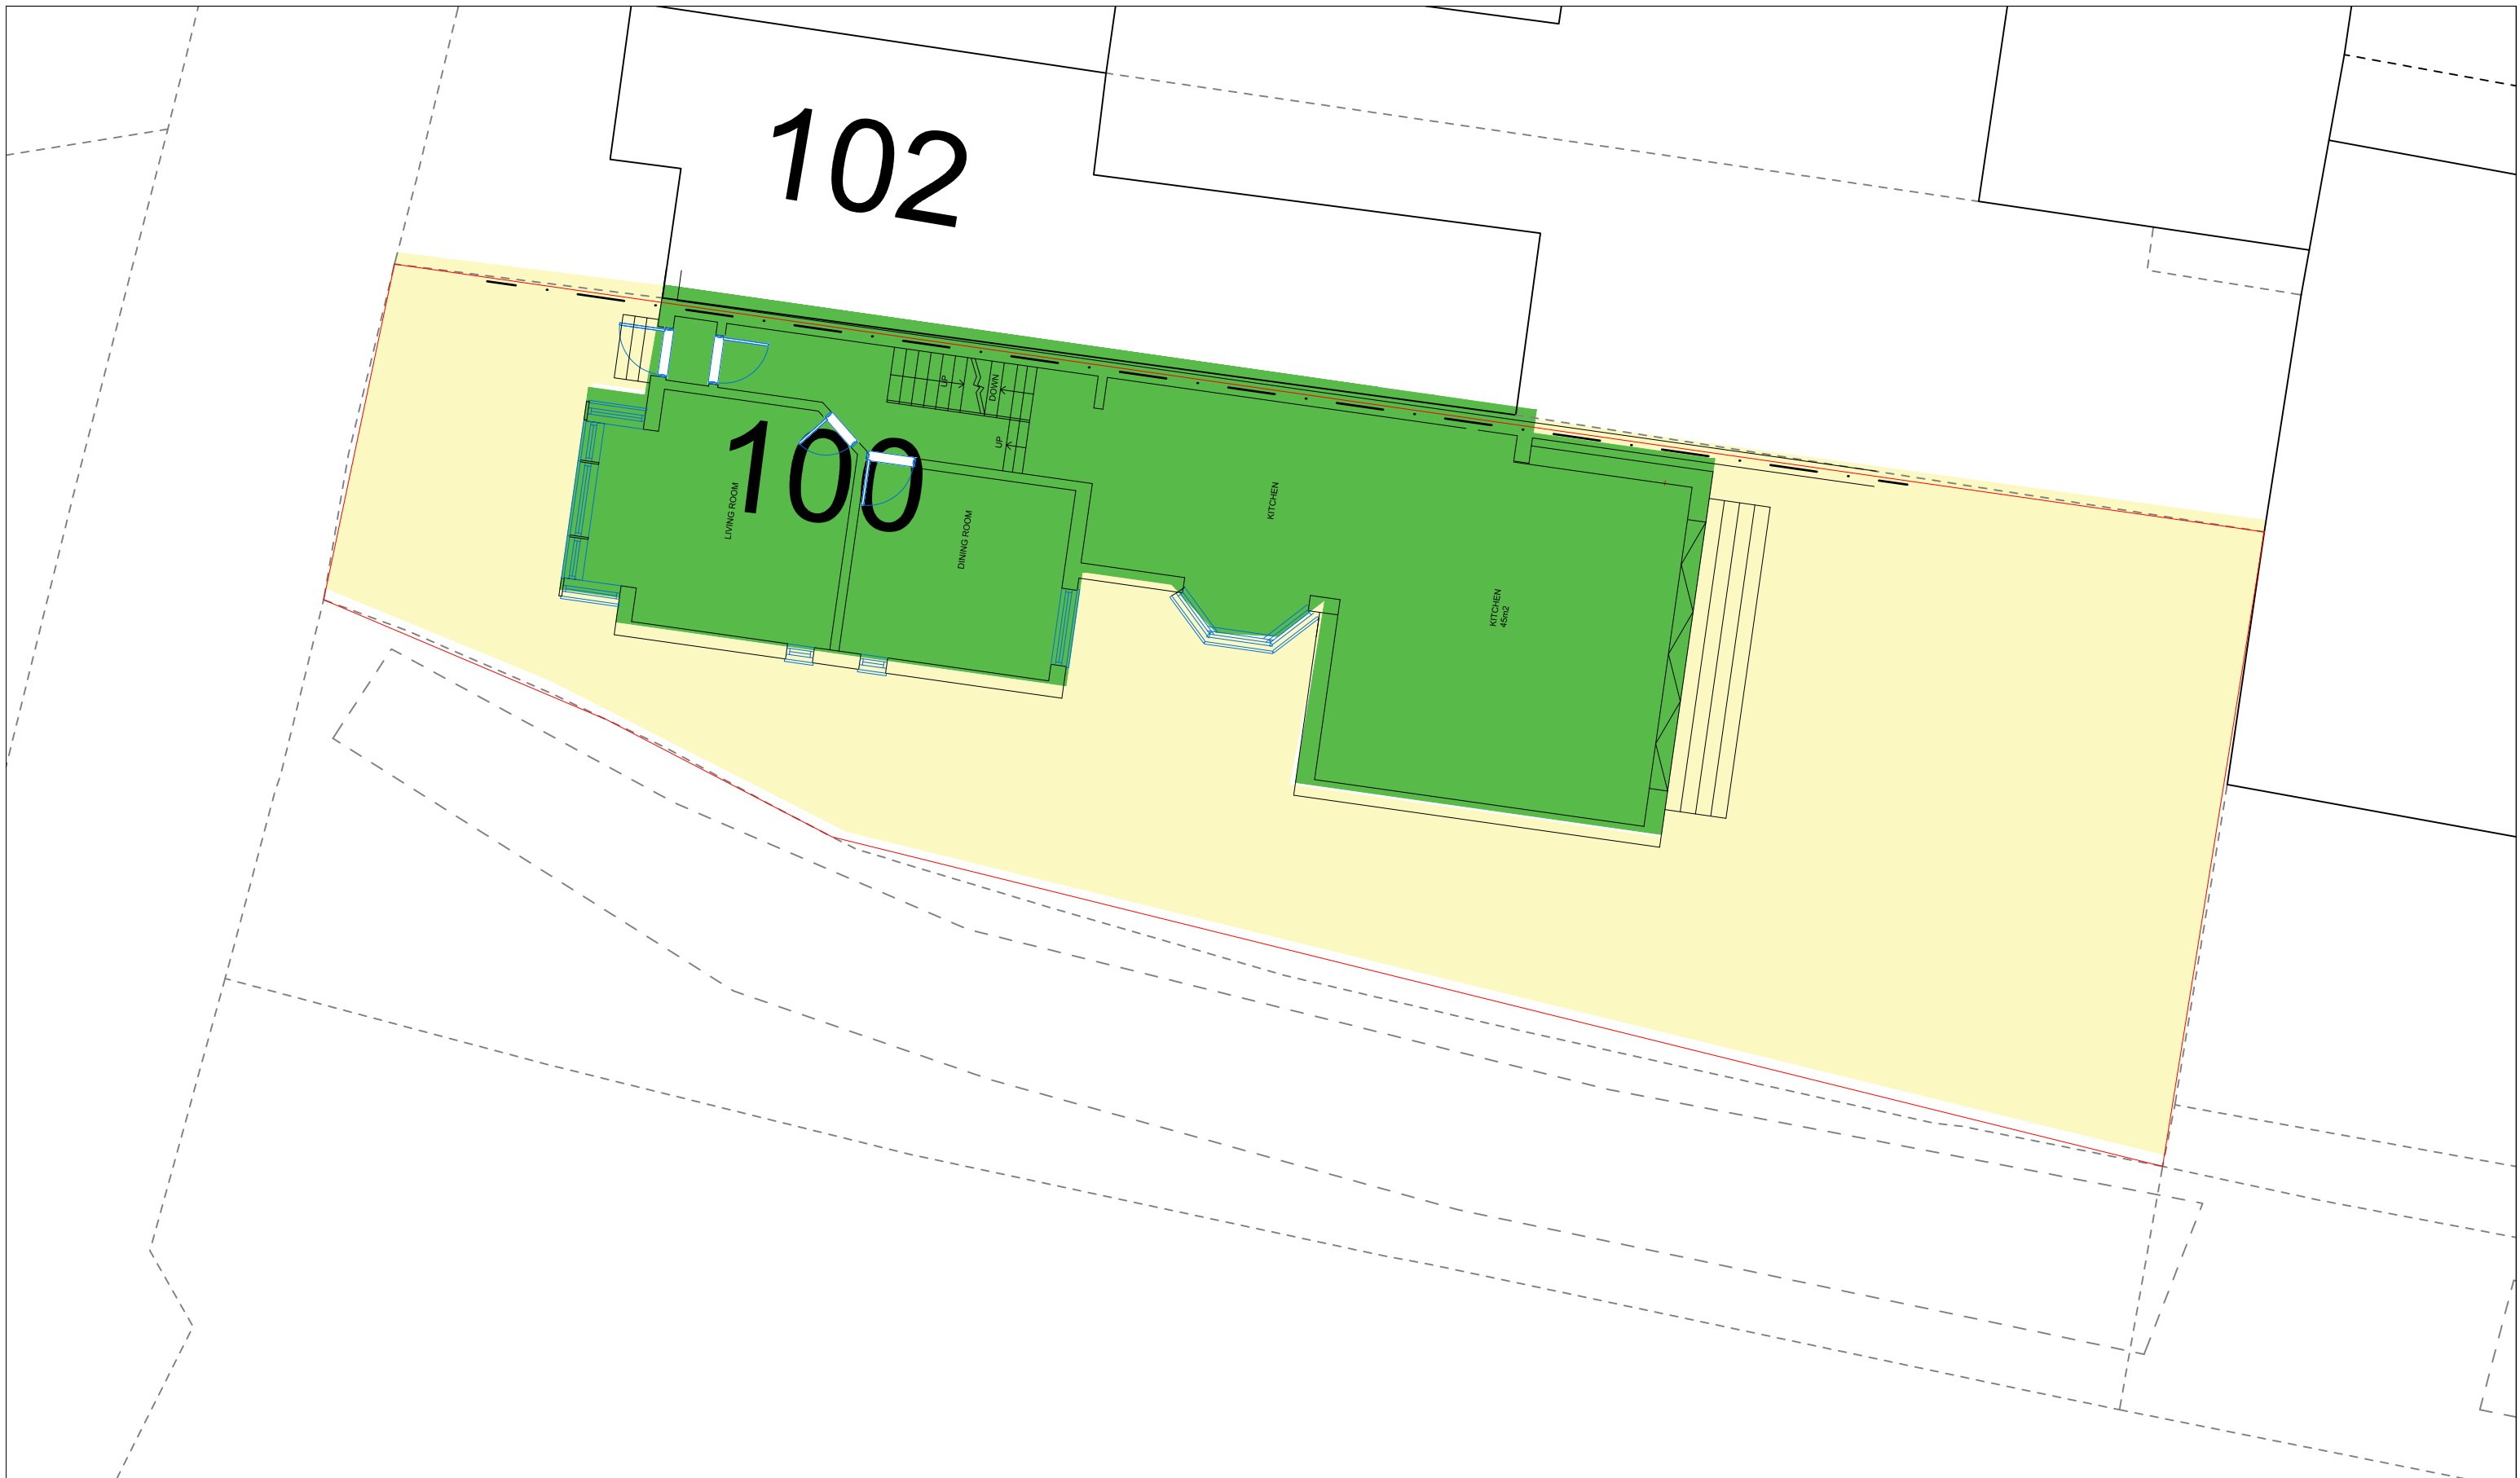 102
100
UP
DOWN
UP
LIVING ROOM
DINING ROOM
KITCHEN
KITCHEN
45m2